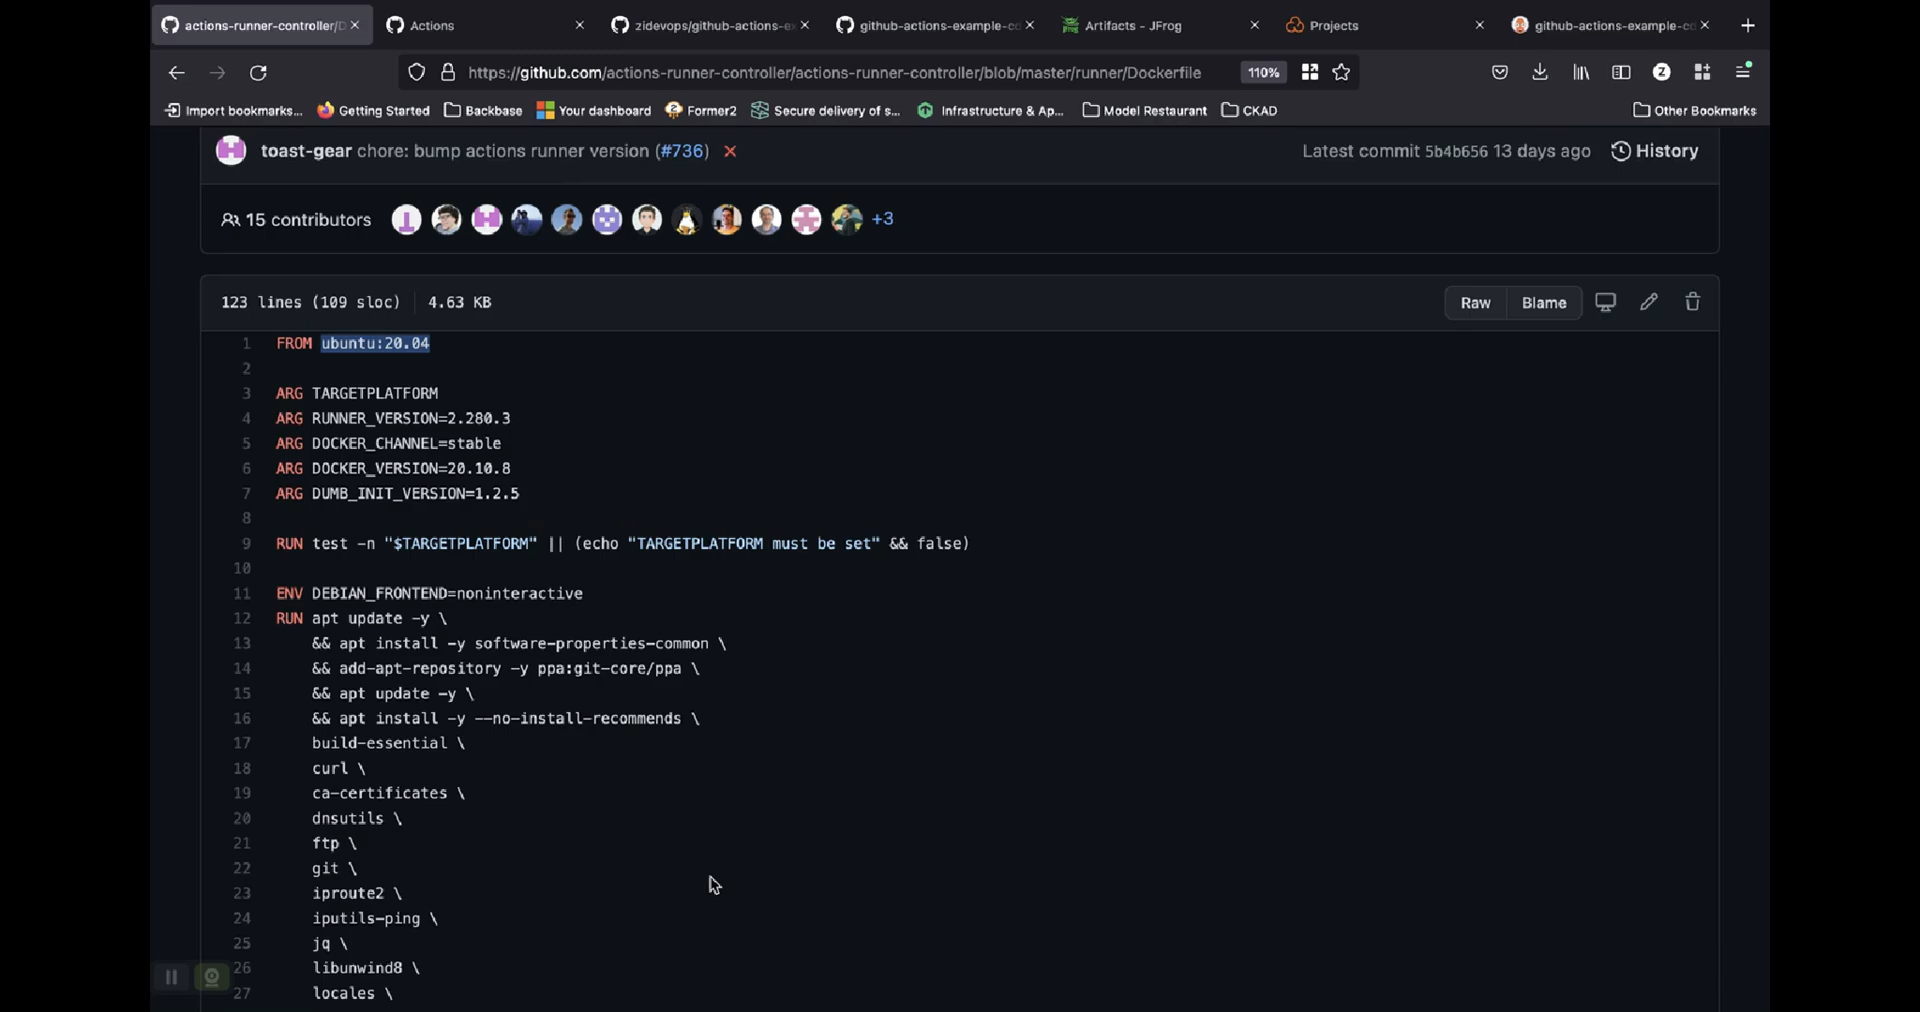 actions-runner-controller/D
Actions
zidevops/github-actions-ex
github-actions-example-cd
Artifacts - JFrog
Projects
github-actions-example-cd
https://github.com/actions-runner-controller/actions-runner-controller/blob/master/runner/Dockerfile
110%
Z
Import bookmarks...
Getting Started
Backbase
Your dashboard
Former2
Secure delivery of s...
Infrastructure & Ap...
Model Restaurant
CKAD
Other Bookmarks
toast-gear chore: bump actions runner version (#736)
Latest commit 5b4b656 13 days ago
History
15 contributors
+3
123 lines (109 sloc) | 4.63 KB
Raw
Blame
1 FROM ubuntu:20.04
2
3 ARG TARGETPLATFORM
4 ARG RUNNER_VERSION=2.280.3
5 ARG DOCKER_CHANNEL=stable
6 ARG DOCKER_VERSION=20.10.8
7 ARG DUMB_INIT_VERSION=1.2.5
8
9 RUN test -n "$TARGETPLATFORM" || (echo "TARGETPLATFORM must be set" && false)
10
11 ENV DEBIAN_FRONTEND=noninteractive
12 RUN apt update -y \
13 && apt install -y software-properties-common \
14 && add-apt-repository -y ppa:git-core/ppa \
15 && apt update -y \
16 && apt install -y --no-install-recommends \
17 build-essential \
18 curl \
19 ca-certificates \
20 dnsutils \
21 ftp \
22 git \
23 iproute2 \
24 iputils-ping \
25 jq \
26 libunwind8 \
27 locales \